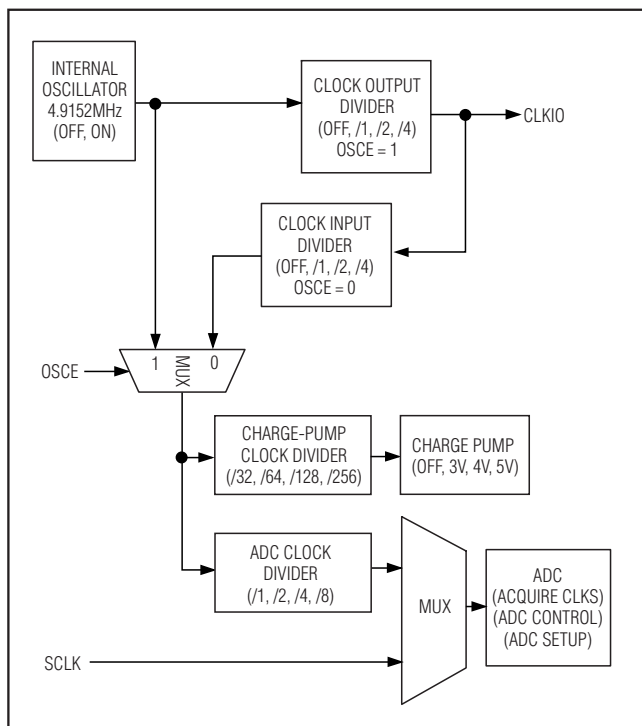 INTERNAL
OSCILLATOR
4.9152MHz
(OFF, ON)
CLOCK OUTPUT
DIVIDER
(OFF, /1, /2, /4)
OSCE = 1
CLKIO
CLOCK INPUT
DIVIDER
(OFF, /1, /2, /4)
OSCE = 0
OSCE
1
MUX
0
CHARGE-PUMP
CLOCK DIVIDER
(/32, /64, /128, /256)
CHARGE PUMP
(OFF, 3V, 4V, 5V)
ADC CLOCK
DIVIDER
(/1, /2, /4, /8)
MUX
ADC
(ACQUIRE CLKS)
(ADC CONTROL)
(ADC SETUP)
SCLK